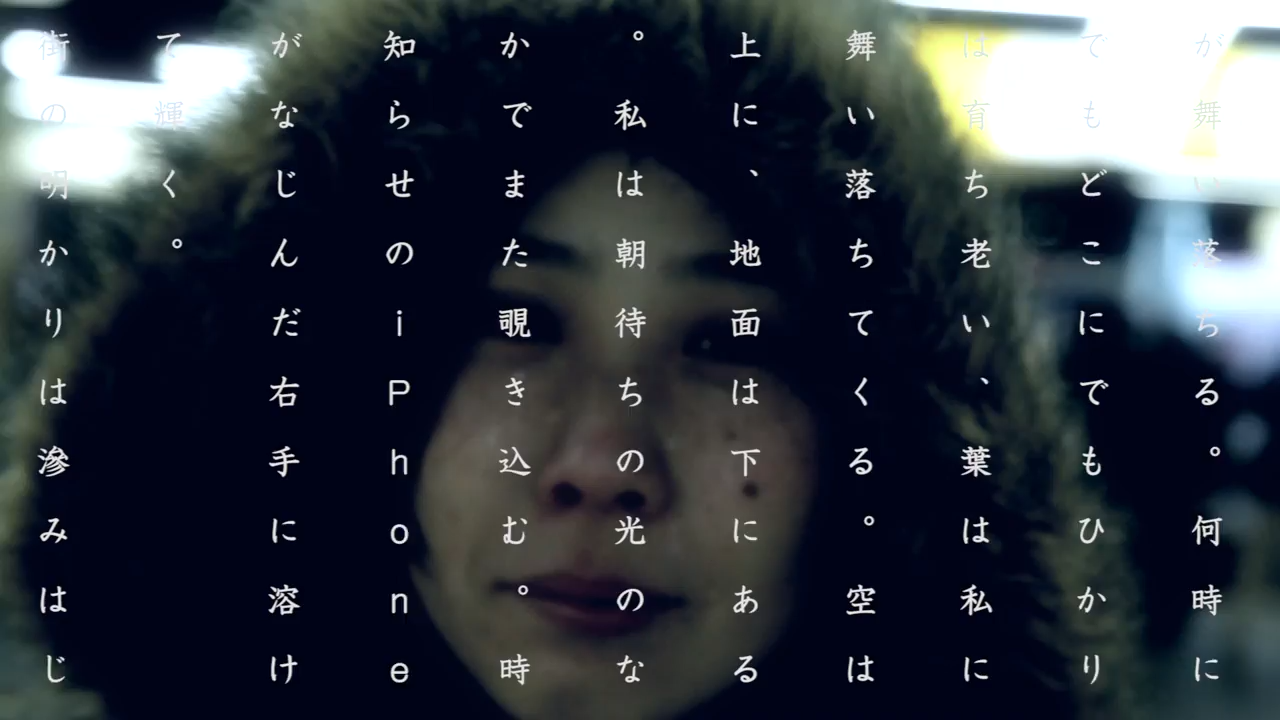 が舞い落ちる。何時に
でもどこにでもひかり
は育ち老い、葉は私に
舞い落ちてくる。空は
上に、地面は下にある
。私は朝待ちの光のな
かでまた覗き込む。時
知らせのiPhone
がなじんだ右手に溶け
て輝く。
街の明かりは滲みはじ